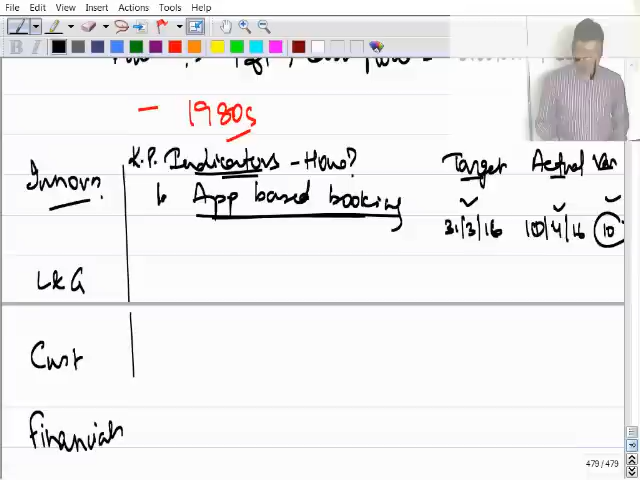 File Edit View Insert Actions Tools Help
- 1980s
K.P. Indicators - How? Target Actual Var
Innovn. 1. App based booking
31/3/16 10/4/16 10
L&G
Cust
Financials
479 / 479